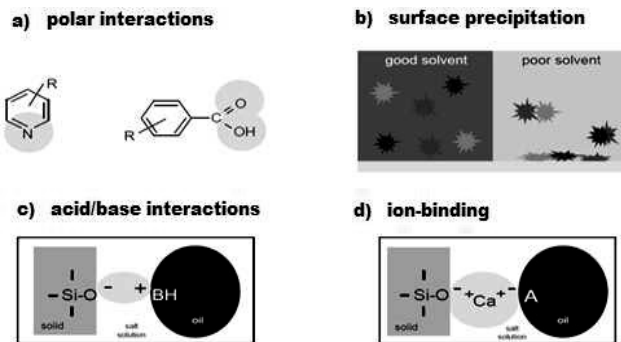 a) polar interactions
R
N
R
C
O
OH
b) surface precipitation
good solvent
poor solvent
c) acid/base interactions
Si-O
- +
BH
solid
salt
solution
oil
d) ion-binding
Si-O
- + Ca + -
A
solid
salt
solution
oil